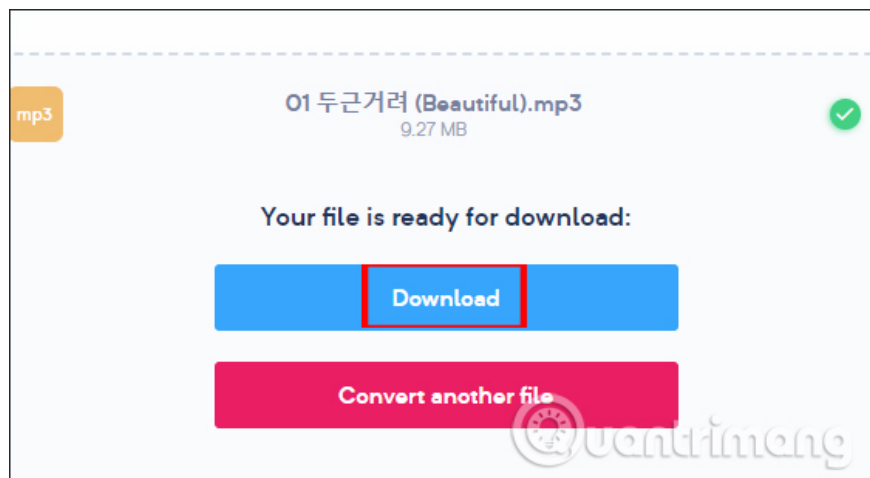 mp3
01 두근거려 (Beautiful).mp3
9.27 MB
Your file is ready for download:
Download
Convert another file
Quantrimang